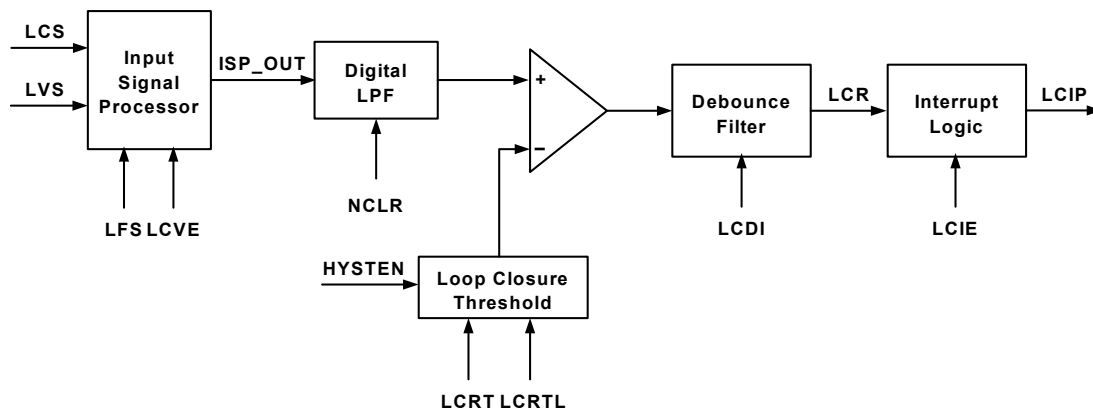 LCS
LVS
Input
Signal
Processor
ISP_OUT
LFS LCVE
Digital
LPF
NCLR
+
−
HYSTEN
Loop Closure
Threshold
LCRT LCRTL
Debounce
Filter
LCDI
LCR
Interrupt
Logic
LCIE
LCIP